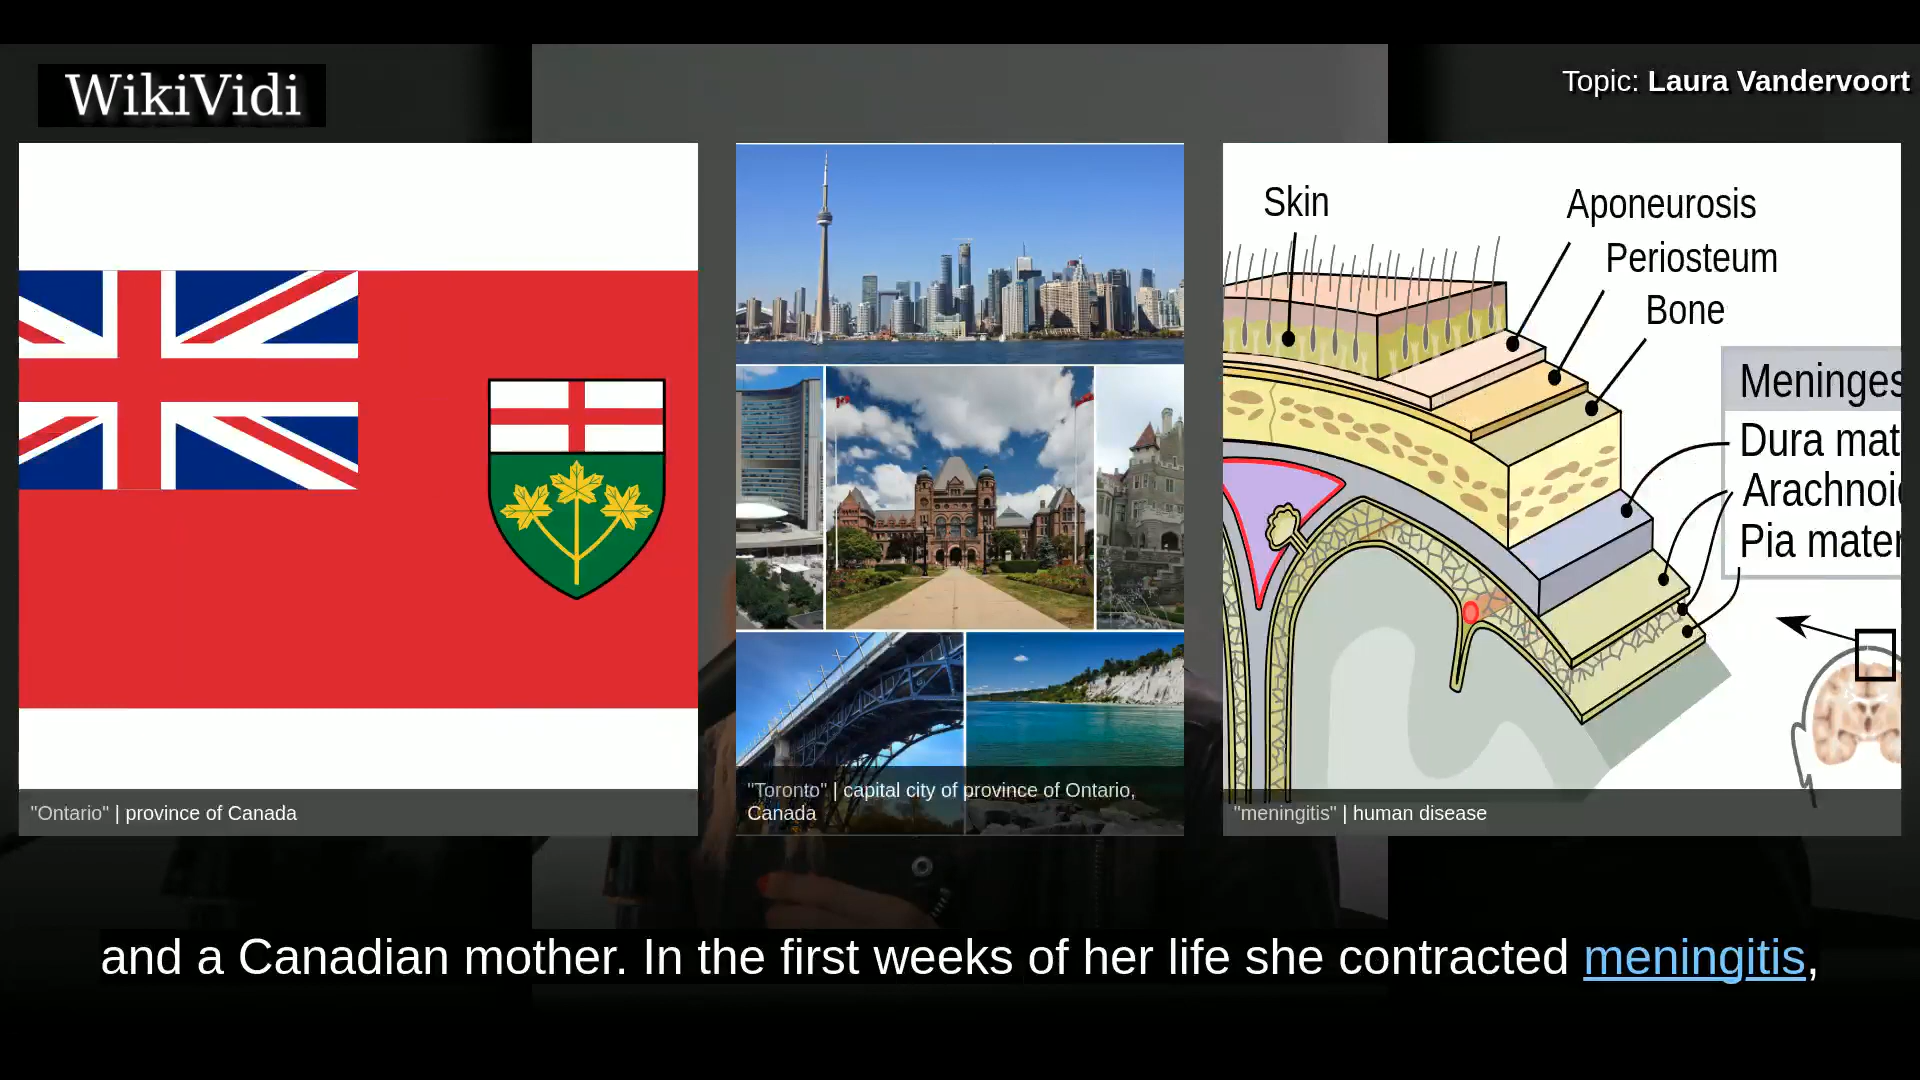 WikiVidi
Topic: Laura Vandervoort
Skin
Aponeurosis
Periosteum
Bone
Meninges
Dura mat
Arachnoi
Pia mater
"Ontario" | province of Canada
"Toronto" | capital city of province of Ontario,
Canada
"meningitis" | human disease
and a Canadian mother. In the first weeks of her life she contracted meningitis,